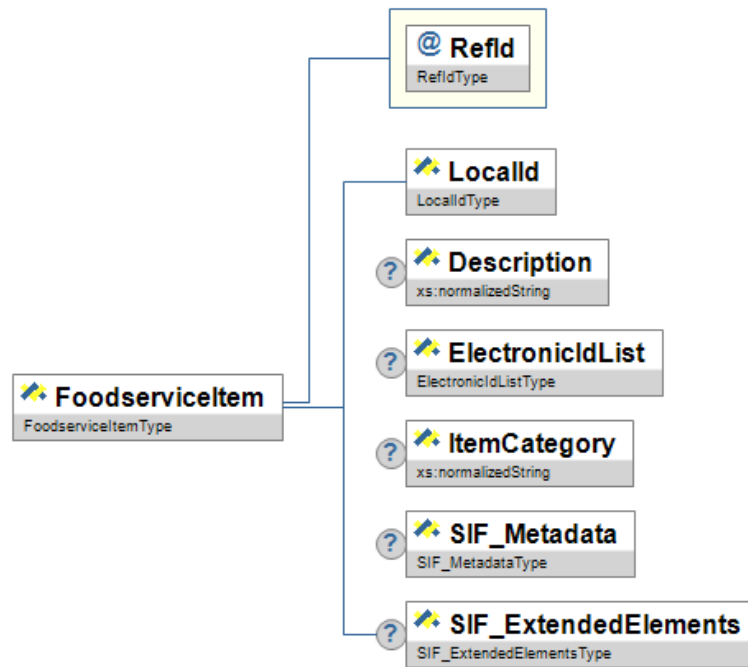 @ RefId
RefIdType
LocalId
LocalIdType
? Description
xs:normalizedString
? ElectronicIdList
ElectronicIdListType
FoodserviceItem
FoodserviceItemType
? ItemCategory
xs:normalizedString
? SIF_Metadata
SIF_MetadataType
? SIF_ExtendedElements
SIF_ExtendedElementsType